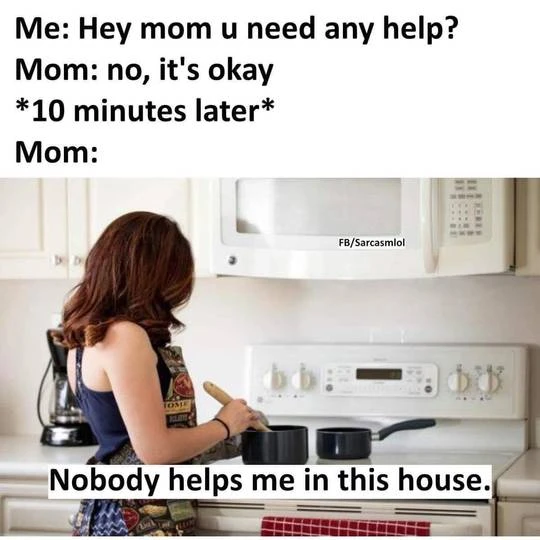 Me: Hey mom u need any help?
Mom: no, it's okay
*10 minutes later*
Mom:
FB/Sarcasmlol
HOME
Nobody helps me in this house.